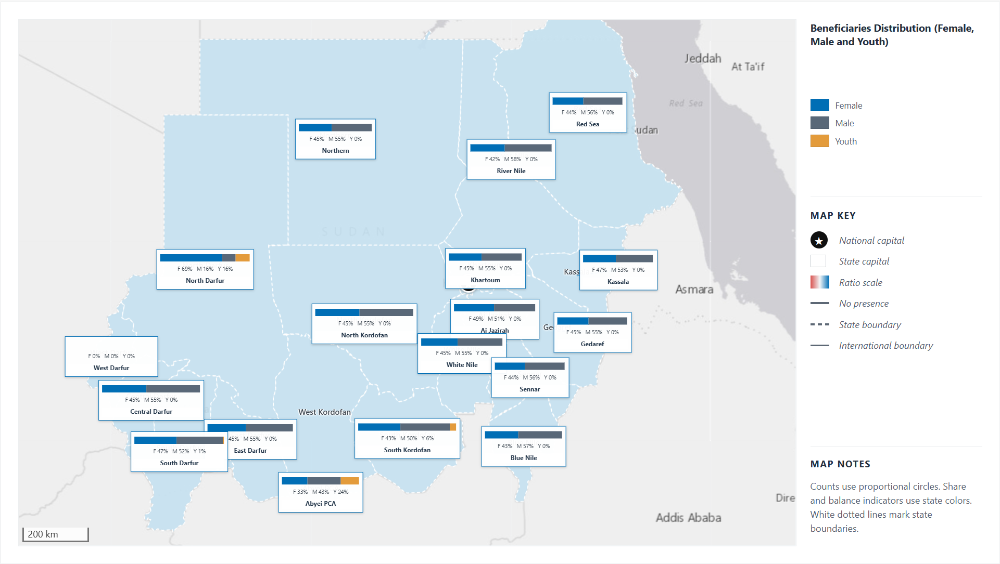 Beneficiaries Distribution (Female,
Male and Youth)
Female
Male
Youth
MAP KEY
National capital
State capital
Ratio scale
No presence
State boundary
International boundary
MAP NOTES
Counts use proportional circles. Share
and balance indicators use state colors.
White dotted lines mark state
boundaries.
Jeddah
At Ta'if
Red Sea
F 44% M 56% Y 0%
Red Sea
udan
F 45% M 55% Y 0%
Northern
F 42% M 58% Y 0%
River Nile
SUDAN
F 69% M 16% Y 16%
North Darfur
F 45% M 55% Y 0%
Khartoum
Kass
F 47% M 53% Y 0%
Kassala
Asmara
F 45% M 55% Y 0%
North Kordofan
F 49% M 51% Y 0%
Aj Jazirah
Ge
F 45% M 55% Y 0%
Gedaref
F 0% M 0% Y 0%
West Darfur
F 45% M 55% Y 0%
White Nile
F 44% M 56% Y 0%
Sennar
F 45% M 55% Y 0%
Central Darfur
West Kordofan
45% M 55% Y 0%
East Darfur
F 47% M 52% Y 1%
South Darfur
F 43% M 50% Y 6%
South Kordofan
F 43% M 57% Y 0%
Blue Nile
F 33% M 43% Y 24%
Abyei PCA
Dire
Addis Ababa
200 km